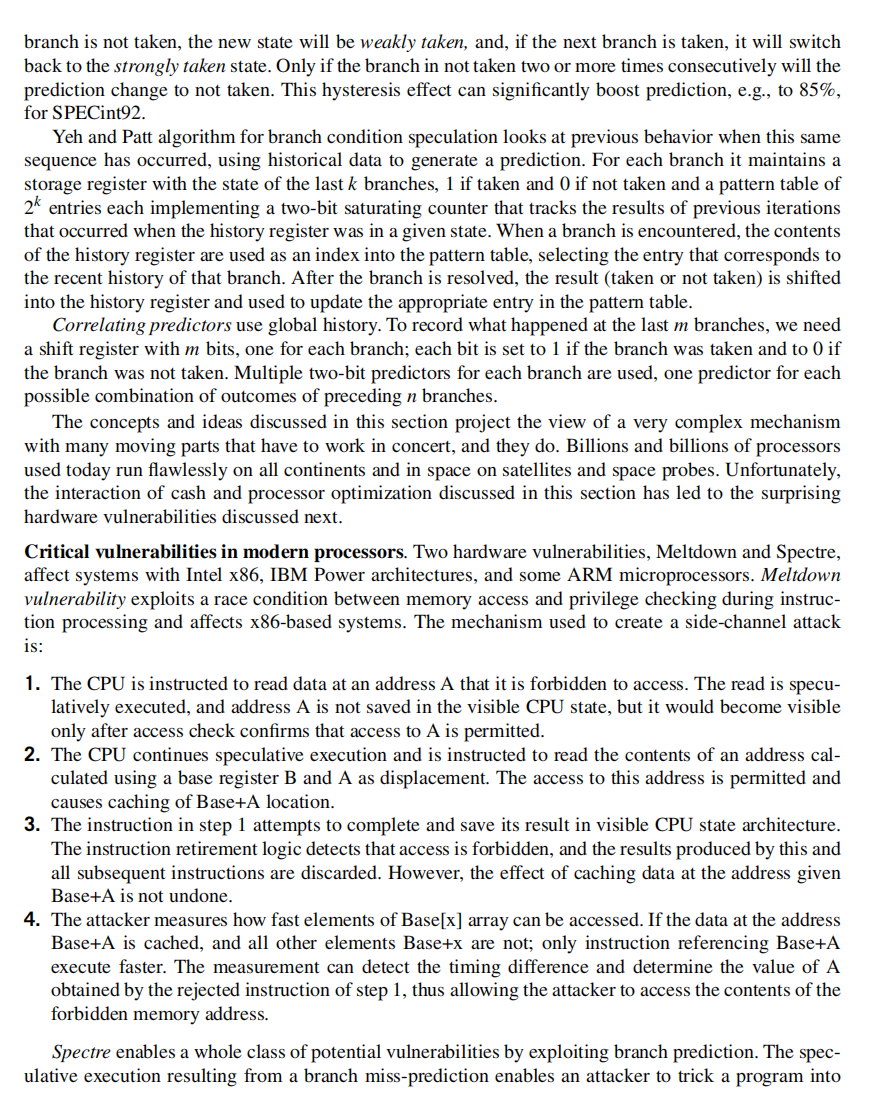 branch is not taken, the new state will be weakly taken, and, if the next branch is taken, it will switch
back to the strongly taken state. Only if the branch in not taken two or more times consecutively will the
prediction change to not taken. This hysteresis effect can significantly boost prediction, e.g., to 85%,
for SPECint92.
Yeh and Patt algorithm for branch condition speculation looks at previous behavior when this same
sequence has occurred, using historical data to generate a prediction. For each branch it maintains a
storage register with the state of the last k branches, 1 if taken and 0 if not taken and a pattern table of
2^k entries each implementing a two-bit saturating counter that tracks the results of previous iterations
that occurred when the history register was in a given state. When a branch is encountered, the contents
of the history register are used as an index into the pattern table, selecting the entry that corresponds to
the recent history of that branch. After the branch is resolved, the result (taken or not taken) is shifted
into the history register and used to update the appropriate entry in the pattern table.
Correlating predictors use global history. To record what happened at the last m branches, we need
a shift register with m bits, one for each branch; each bit is set to 1 if the branch was taken and to 0 if
the branch was not taken. Multiple two-bit predictors for each branch are used, one predictor for each
possible combination of outcomes of preceding n branches.
The concepts and ideas discussed in this section project the view of a very complex mechanism
with many moving parts that have to work in concert, and they do. Billions and billions of processors
used today run flawlessly on all continents and in space on satellites and space probes. Unfortunately,
the interaction of cash and processor optimization discussed in this section has led to the surprising
hardware vulnerabilities discussed next.
Critical vulnerabilities in modern processors. Two hardware vulnerabilities, Meltdown and Spectre,
affect systems with Intel x86, IBM Power architectures, and some ARM microprocessors. Meltdown
vulnerability exploits a race condition between memory access and privilege checking during instruc-
tion processing and affects x86-based systems. The mechanism used to create a side-channel attack
is:
1. The CPU is instructed to read data at an address A that it is forbidden to access. The read is specu-
latively executed, and address A is not saved in the visible CPU state, but it would become visible
only after access check confirms that access to A is permitted.
2. The CPU continues speculative execution and is instructed to read the contents of an address cal-
culated using a base register B and A as displacement. The access to this address is permitted and
causes caching of Base+A location.
3. The instruction in step 1 attempts to complete and save its result in visible CPU state architecture.
The instruction retirement logic detects that access is forbidden, and the results produced by this and
all subsequent instructions are discarded. However, the effect of caching data at the address given
Base+A is not undone.
4. The attacker measures how fast elements of Base[x] array can be accessed. If the data at the address
Base+A is cached, and all other elements Base+x are not; only instruction referencing Base+A
execute faster. The measurement can detect the timing difference and determine the value of A
obtained by the rejected instruction of step 1, thus allowing the attacker to access the contents of the
forbidden memory address.
Spectre enables a whole class of potential vulnerabilities by exploiting branch prediction. The spec-
ulative execution resulting from a branch miss-prediction enables an attacker to trick a program into